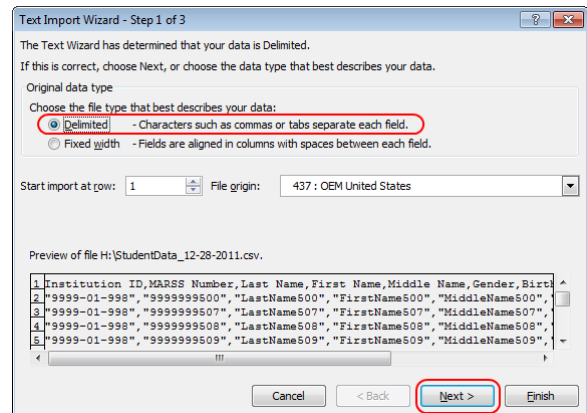 Text Import Wizard - Step 1 of 3
The Text Wizard has determined that your data is Delimited.
If this is correct, choose Next, or choose the data type that best describes your data.
Original data type
Choose the file type that best describes your data:
Delimited - Characters such as commas or tabs separate each field.
Fixed width - Fields are aligned in columns with spaces between each field.
Start import at row: 1 File origin: 437 : OEM United States
Preview of file H:\StudentData_12-28-2011.csv.
1 Institution ID,MARSS Number,Last Name,First Name,Middle Name,Gender,Birth
2 "9999-01-998","9999999500","LastName500","FirstName500","MiddleName500","
3 "9999-01-998","9999999507","LastName507","FirstName507","MiddleName507","
4 "9999-01-998","9999999508","LastName508","FirstName508","MiddleName508","
5 "9999-01-998","9999999509","LastName509","FirstName509","MiddleName509","
Cancel < Back Next > Finish